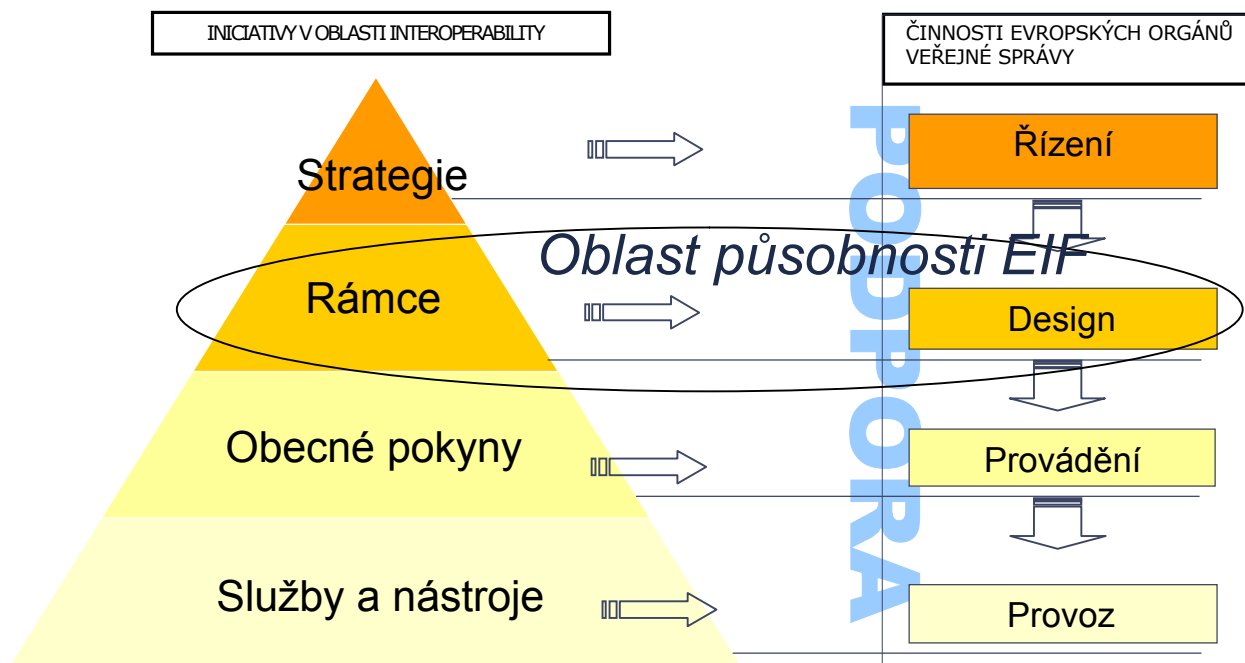 INICIATIVY V OBLASTI INTEROPERABILITY
ČINNOSTI EVROPSKÝCH ORGÁNŮ
VEŘEJNÉ SPRÁVY
Strategie
Řízení
Oblast působnosti EIF
Rámce
Design
Obecné pokyny
Provádění
Služby a nástroje
Provoz
PODPORA